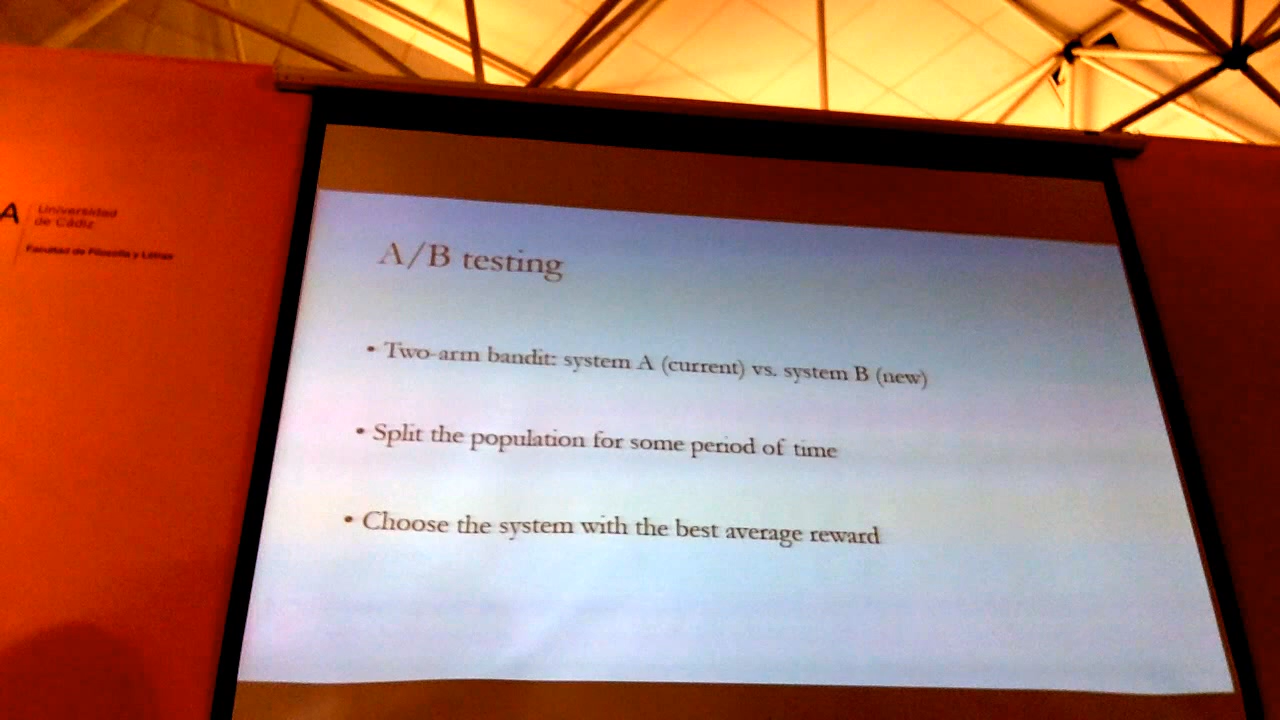 A
Universidad
de Cádiz
Facultad de Filosofía y Letras
A/B testing
• Two-arm bandit: system A (current) vs. system B (new)
• Split the population for some period of time
• Choose the system with the best average reward